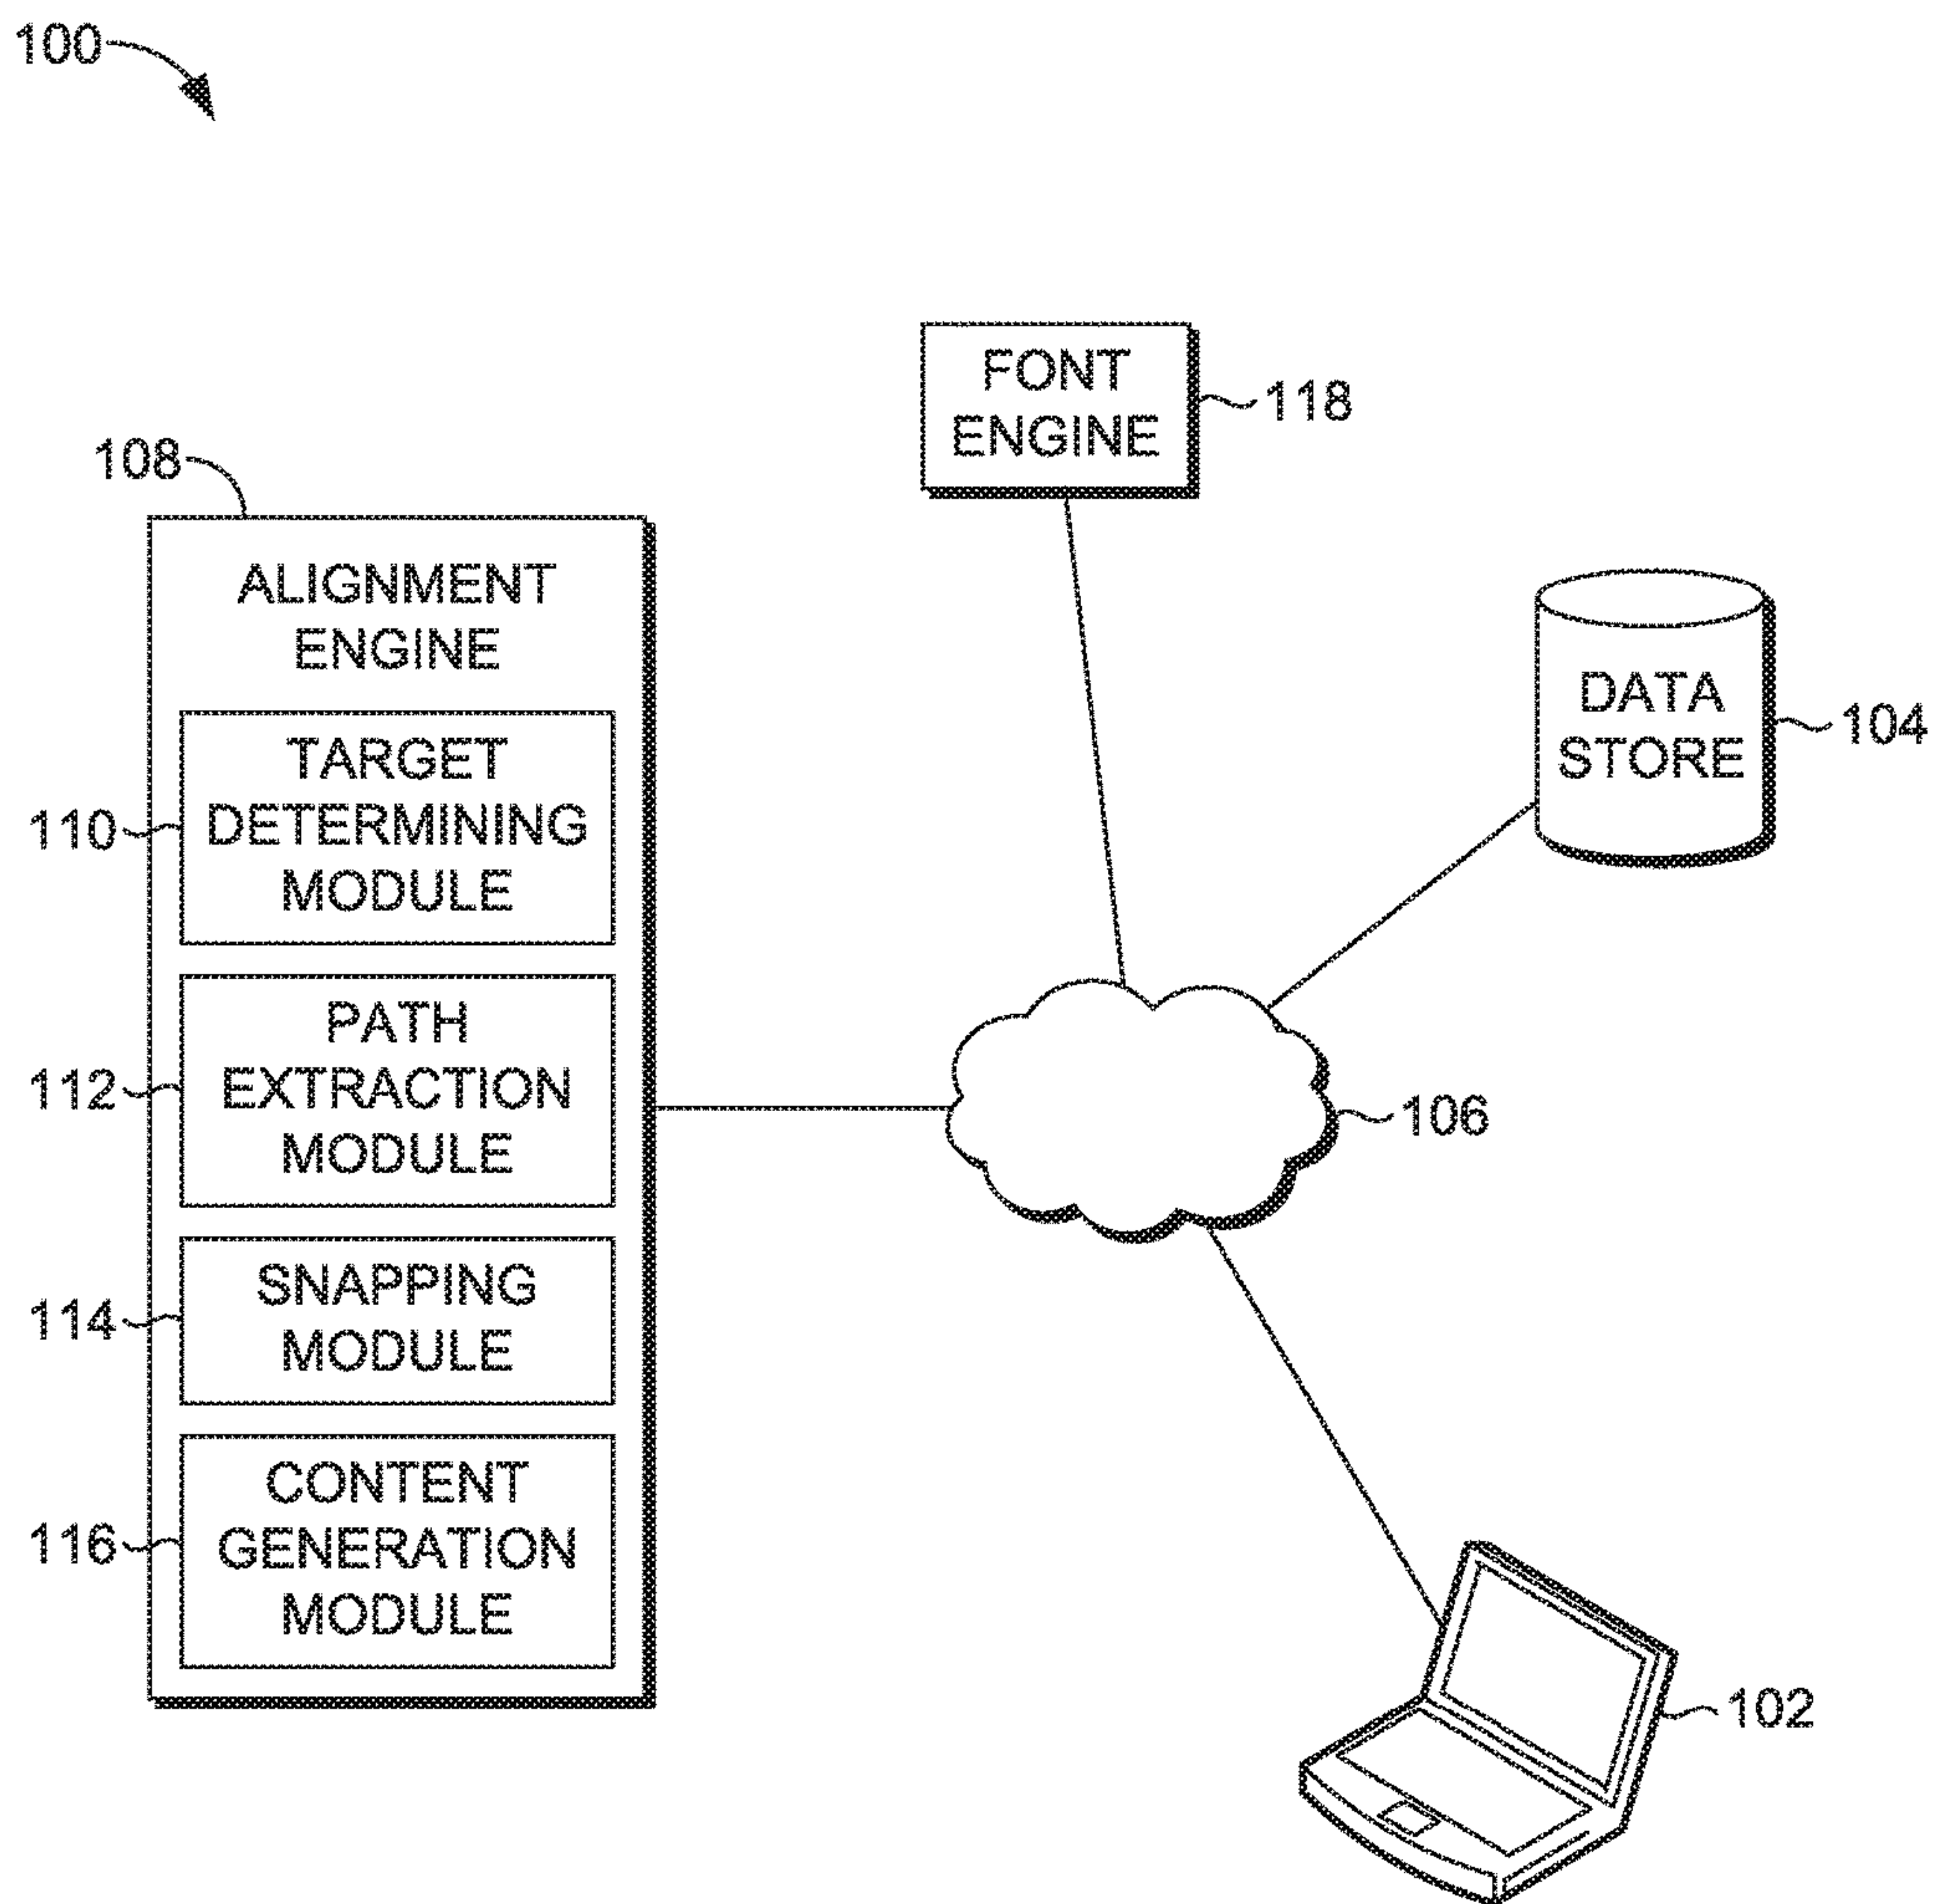 100
FONT
ENGINE
118
108
ALIGNMENT
ENGINE
DATA
STORE
104
TARGET
DETERMINING
MODULE
110
PATH
EXTRACTION
MODULE
112
106
SNAPPING
MODULE
114
CONTENT
GENERATION
MODULE
116
102